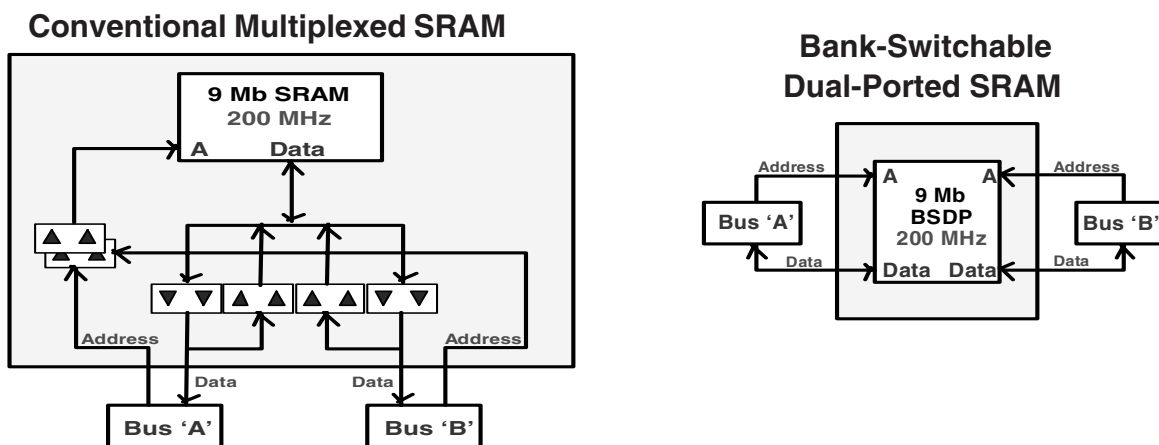 Conventional Multiplexed SRAM
9 Mb SRAM
200 MHz
A Data
Address
Data
Data
Address
Bus ‘A’
Bus ‘B’
Bank-Switchable
Dual-Ported SRAM
Address
Address
A A
9 Mb
BSDP
200 MHz
Bus ‘A’
Bus ‘B’
Data
Data
Data Data